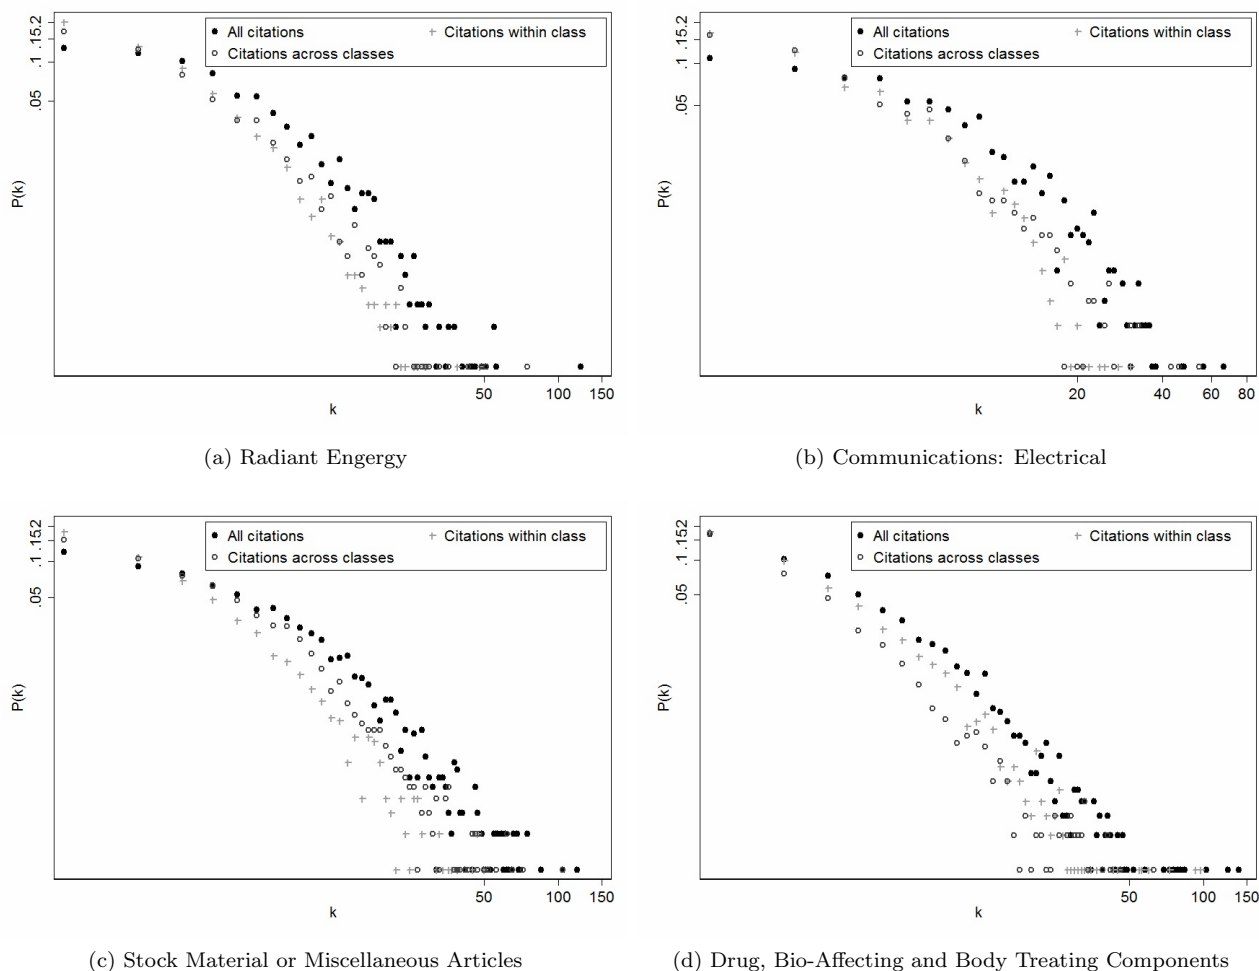 .15.2
.1
.05
P(k)
All citations
Citations within class
Citations across classes
50 100 150
k
(a) Radiant Engergy
.15.2
.1
.05
P(k)
All citations
Citations within class
Citations across classes
20 40 60 80
k
(b) Communications: Electrical
.15.2
.1
.05
P(k)
All citations
Citations within class
Citations across classes
50 100 150
k
(c) Stock Material or Miscellaneous Articles
.15.2
.1
.05
P(k)
All citations
Citations within class
Citations across classes
50 100 150
k
(d) Drug, Bio-Affecting and Body Treating Components